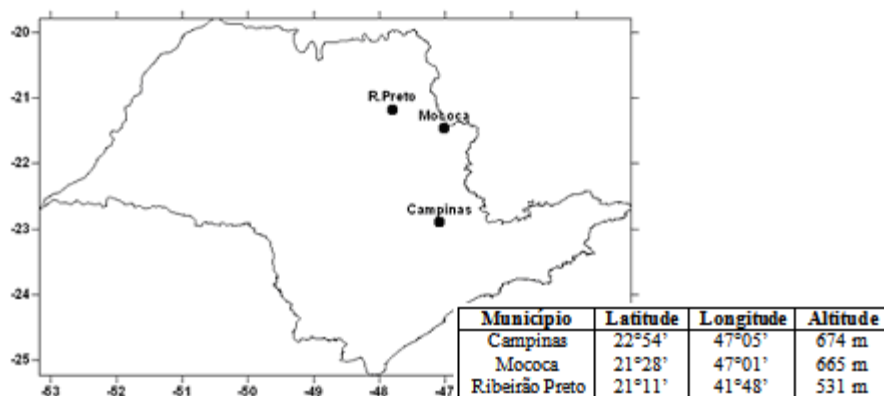 -20
-21
R.Preto
Mococa
-22
Campinas
-23
-24
Município Latitude Longitude Altitude
Campinas 22°54’ 47°05’ 674 m
Mococa 21°28’ 47°01’ 665 m
Ribeirão Preto 21°11’ 41°48’ 531 m
-25
-53 -52 -51 -50 -49 -48 -47